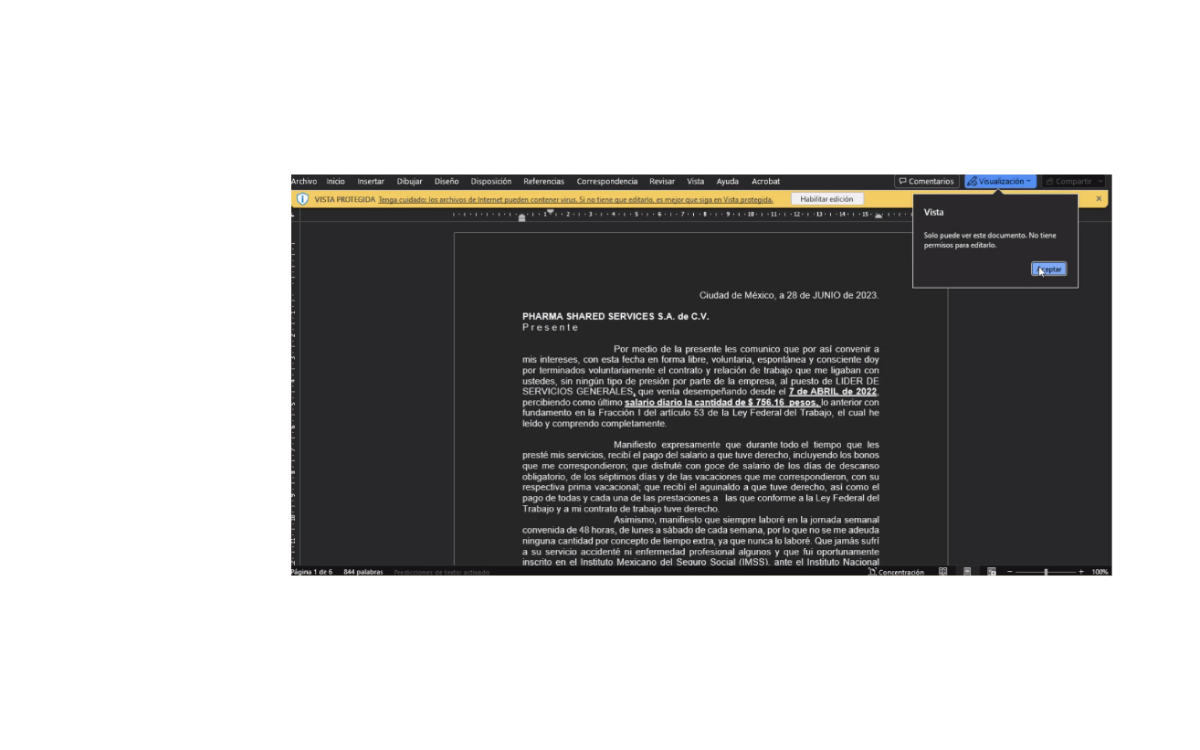 Archivo Inicio Insertar Dibujar Diseño Disposición Referencias Correspondencia Revisar Vista Ayuda Acrobat Comentarios Visualización Compartir
VISTA PROTEGIDA Tenga cuidado: los archivos de Internet pueden contener virus. Si no tiene que editarlo, es mejor que siga en Vista protegida. Habilitar edición
Vista
Solo puede ver este documento. No tiene
permisos para editarlo.
Aceptar
Ciudad de México, a 28 de JUNIO de 2023.
PHARMA SHARED SERVICES S.A. de C.V.
P r e s e n t e
Por medio de la presente les comunico que por así convenir a
mis intereses, con esta fecha en forma libre, voluntaria, espontánea y consciente doy
por terminados voluntariamente el contrato y relación de trabajo que me ligaban con
ustedes, sin ningún tipo de presión por parte de la empresa, al puesto de LIDER DE
SERVICIOS GENERALES, que venía desempeñando desde el 7 de ABRIL de 2022,
percibiendo como último salario diario la cantidad de $ 756.16 pesos, lo anterior con
fundamento en la Fracción I del artículo 53 de la Ley Federal del Trabajo, el cual he
leído y comprendo completamente.
Manifiesto expresamente que durante todo el tiempo que les
presté mis servicios, recibí el pago del salario a que tuve derecho, incluyendo los bonos
que me correspondieron; que disfruté con goce de salario de los días de descanso
obligatorio, de los séptimos días y de las vacaciones que me correspondieron, con su
respectiva prima vacacional; que recibí el aguinaldo a que tuve derecho, así como el
pago de todas y cada una de las prestaciones a las que conforme a la Ley Federal del
Trabajo y a mi contrato de trabajo tuve derecho.
Asimismo, manifiesto que siempre laboré en la jornada semanal
convenida de 48 horas, de lunes a sábado de cada semana, por lo que no se me adeuda
ninguna cantidad por concepto de tiempo extra, ya que nunca lo laboré. Que jamás sufrí
a su servicio accidenté ni enfermedad profesional algunos y que fui oportunamente
inscrito en el Instituto Mexicano del Seguro Social (IMSS), ante el Instituto Nacional
Página 1 de 6 844 palabras Predicciones de texto: activado Concentración 100%